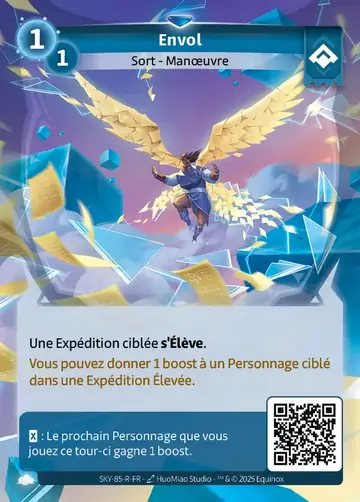 1
1
Envol
Sort - Manœuvre
Une Expédition ciblée s'Élève.
Vous pouvez donner 1 boost à un Personnage ciblé
dans une Expédition Élevée.
X : Le prochain Personnage que vous
jouez ce tour-ci gagne 1 boost.
SKY-85-R-FR - HuoMiao Studio - ™ & © 2025 Equinox